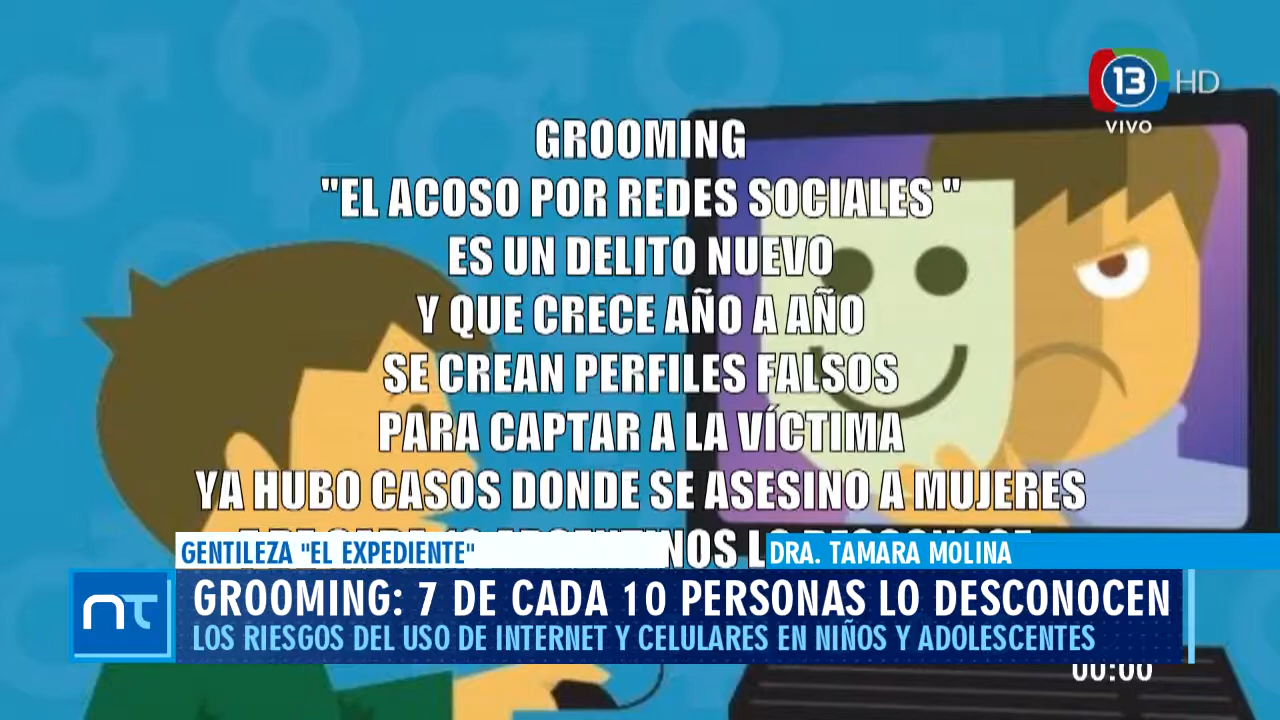 13 HD
VIVO
GROOMING
"EL ACOSO POR REDES SOCIALES "
ES UN DELITO NUEVO
Y QUE CRECE AÑO A AÑO
SE CREAN PERFILES FALSOS
PARA CAPTAR A LA VÍCTIMA
YA HUBO CASOS DONDE SE ASESINO A MUJERES
GENTILEZA "EL EXPEDIENTE"
DRA. TAMARA MOLINA
GROOMING: 7 DE CADA 10 PERSONAS LO DESCONOCEN
LOS RIESGOS DEL USO DE INTERNET Y CELULARES EN NIÑOS Y ADOLESCENTES
nt
00:00